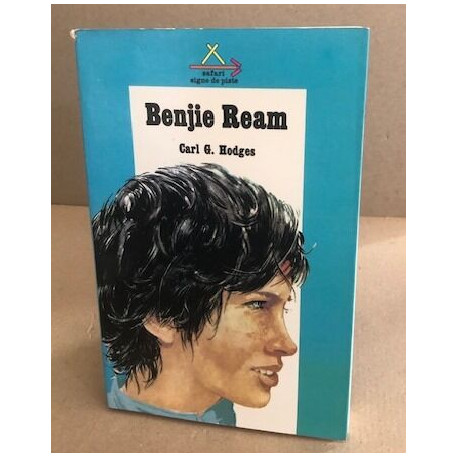 safari
signe de piste
Benjie Ream
Carl G. Hodges